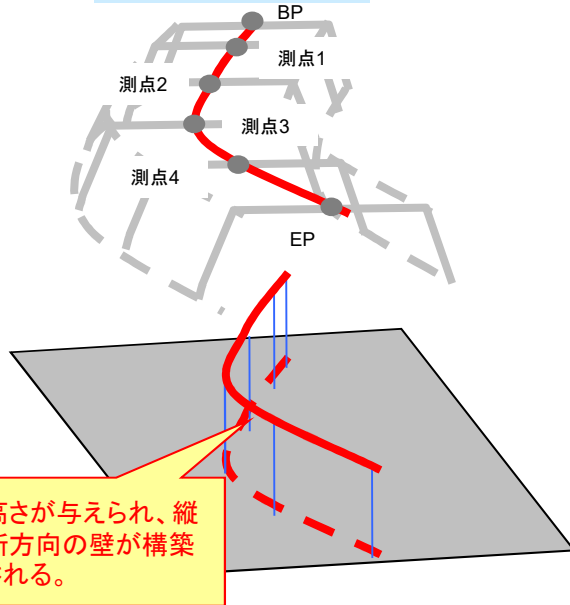 BP
測点1
測点2
測点3
測点4
EP
高さが与えられ、縦
断方向の壁が構築
される。